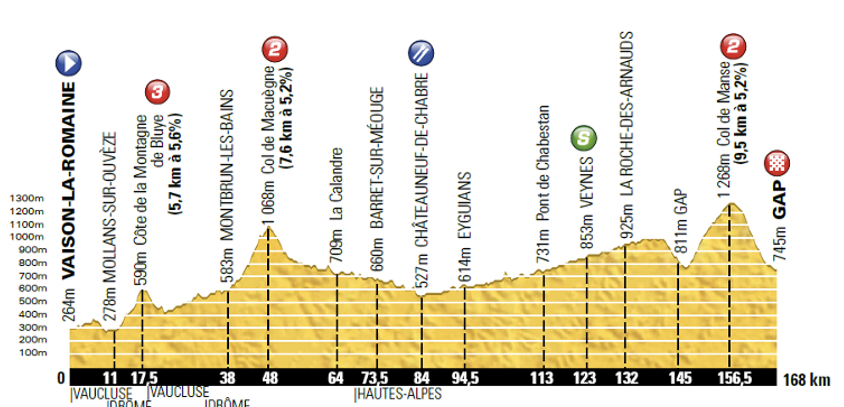 VAISON-LA-ROMAINE
264m
278m MOLLANS-SUR-OUVÈZE
3
590m Côte de la Montagne
de Bluye
(5,7 km à 5,6%)
583m MONTBRUN-LES-BAINS
2
1 068m Col de Macuègne
(7,6 km à 5,2%)
709m La Calandre
660m BARRET-SUR-MÉOUGE
527m CHÂTEAUNEUF-DE-CHABRE
614m EYGUIANS
731m Pont de Chabestan
S
853m VEYNES
925m LA ROCHE-DES-ARNAUDS
811m GAP
2
1 268m Col de Manse
(9,5 km à 5,2%)
745m GAP
1300m
1200m
1100m
1000m
900m
800m
700m
600m
500m
400m
300m
200m
100m
0 11 17,5 38 48 64 73,5 84 94,5 113 123 132 145 156,5 168 km
VAUCLUSE VAUCLUSE HAUTES-ALPES
DRÔME DRÔME